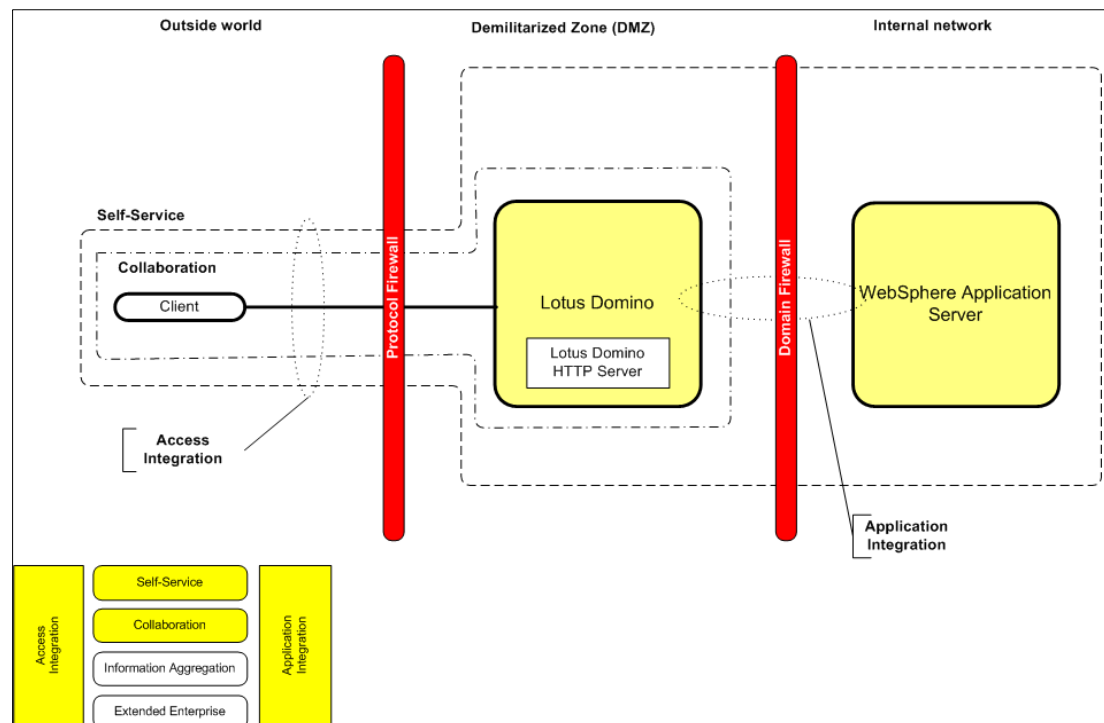 Outside world
Demilitarized Zone (DMZ)
Internal network
Self-Service
Collaboration
Client
Protocol Firewall
Lotus Domino
Lotus Domino
HTTP Server
Domain Firewall
WebSphere Application
Server
Access
Integration
Application
Integration
Access
Integration
Self-Service
Collaboration
Information Aggregation
Extended Enterprise
Application
Integration